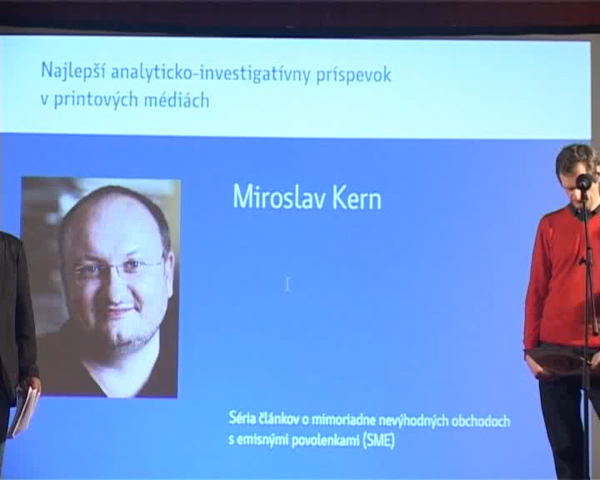 Najlepší analyticko-investigatívny príspevok
v printových médiách
Miroslav Kern
Séria článkov o mimoriadne nevýhodných obchodoch
s emisnými povolenkami (SME)